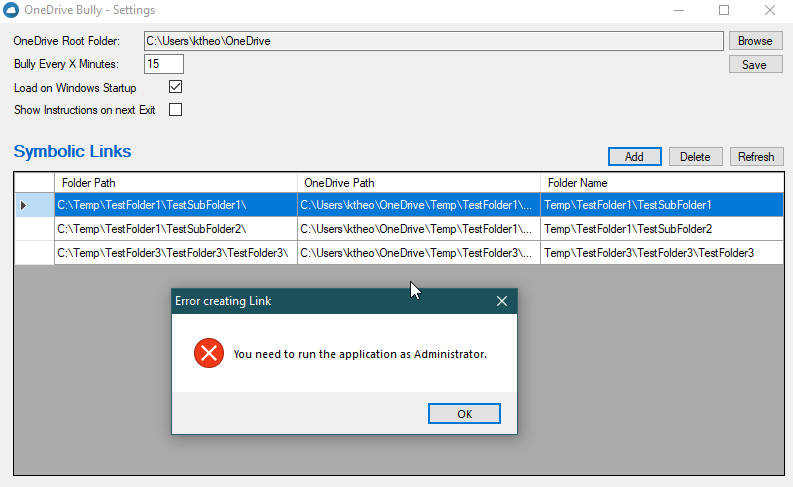 OneDrive Bully - Settings
OneDrive Root Folder: C:\Users\ktheo\OneDrive Browse
Bully Every X Minutes: 15 Save
Load on Windows Startup
Show Instructions on next Exit
Symbolic Links Add Delete Refresh
Folder Path OneDrive Path Folder Name
C:\Temp\TestFolder1\TestSubFolder1\ C:\Users\ktheo\OneDrive\Temp\TestFolder1\... Temp\TestFolder1\TestSubFolder1
C:\Temp\TestFolder1\TestSubFolder2\ C:\Users\ktheo\OneDrive\Temp\TestFolder1\... Temp\TestFolder1\TestSubFolder2
C:\Temp\TestFolder3\TestFolder3\TestFolder3\ C:\Users\ktheo\OneDrive\Temp\TestFolder3\... Temp\TestFolder3\TestFolder3\TestFolder3
Error creating Link
You need to run the application as Administrator.
OK